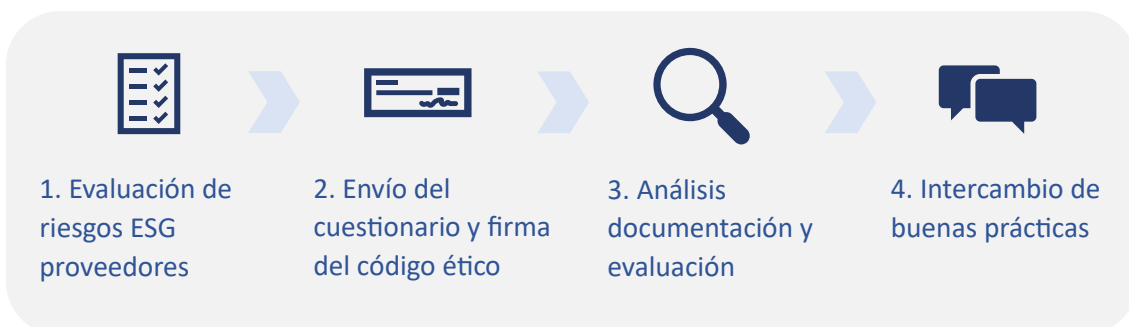 1. Evaluación de
riesgos ESG
proveedores
2. Envío del
cuestionario y firma
del código ético
3. Análisis
documentación y
evaluación
4. Intercambio de
buenas prácticas